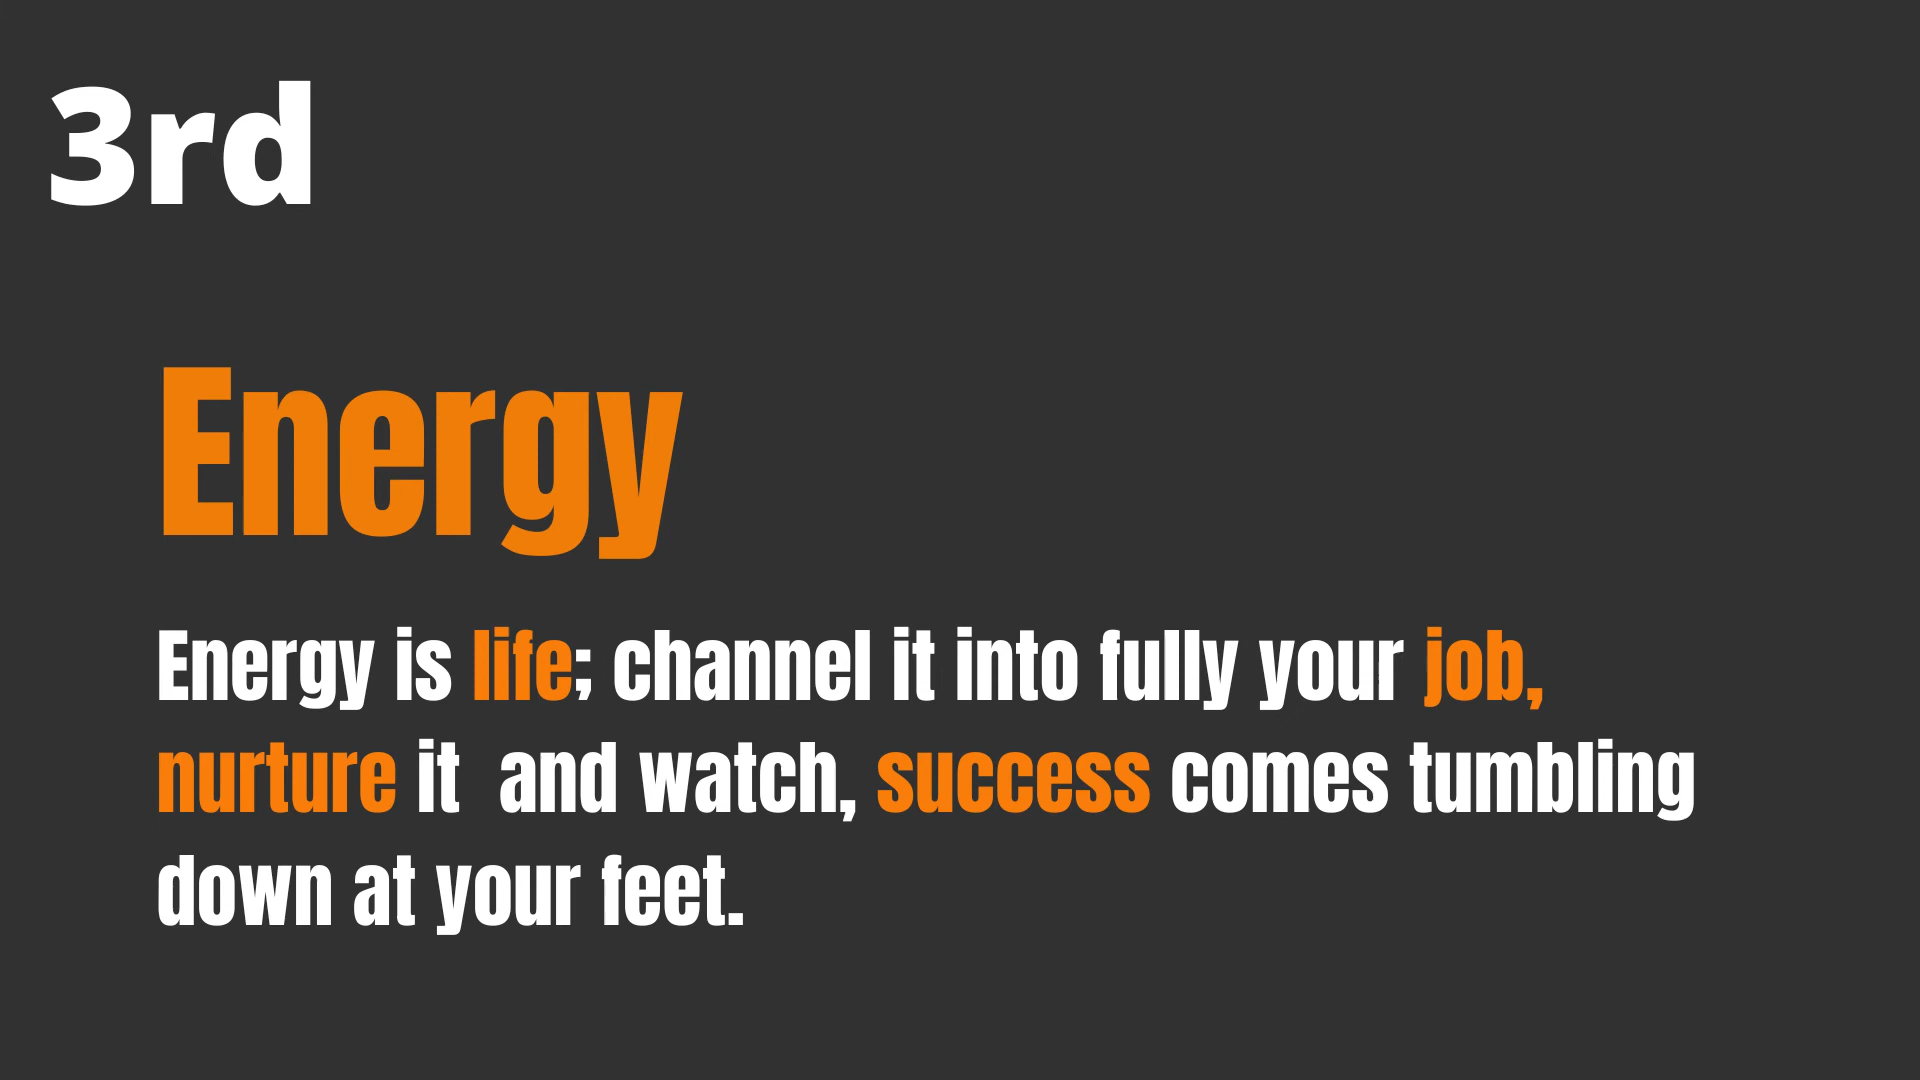 3rd
Energy
Energy is life; channel it into fully your job,
nurture it  and watch, success comes tumbling
down at your feet.